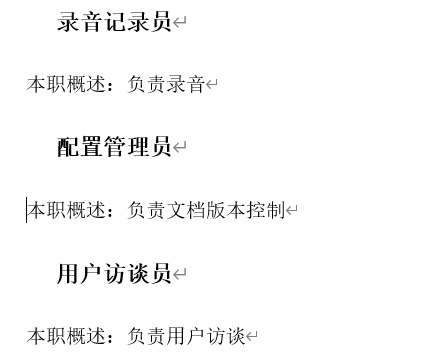 录音记录员
本职概述：负责录音
配置管理员
本职概述：负责文档版本控制
用户访谈员
本职概述：负责用户访谈